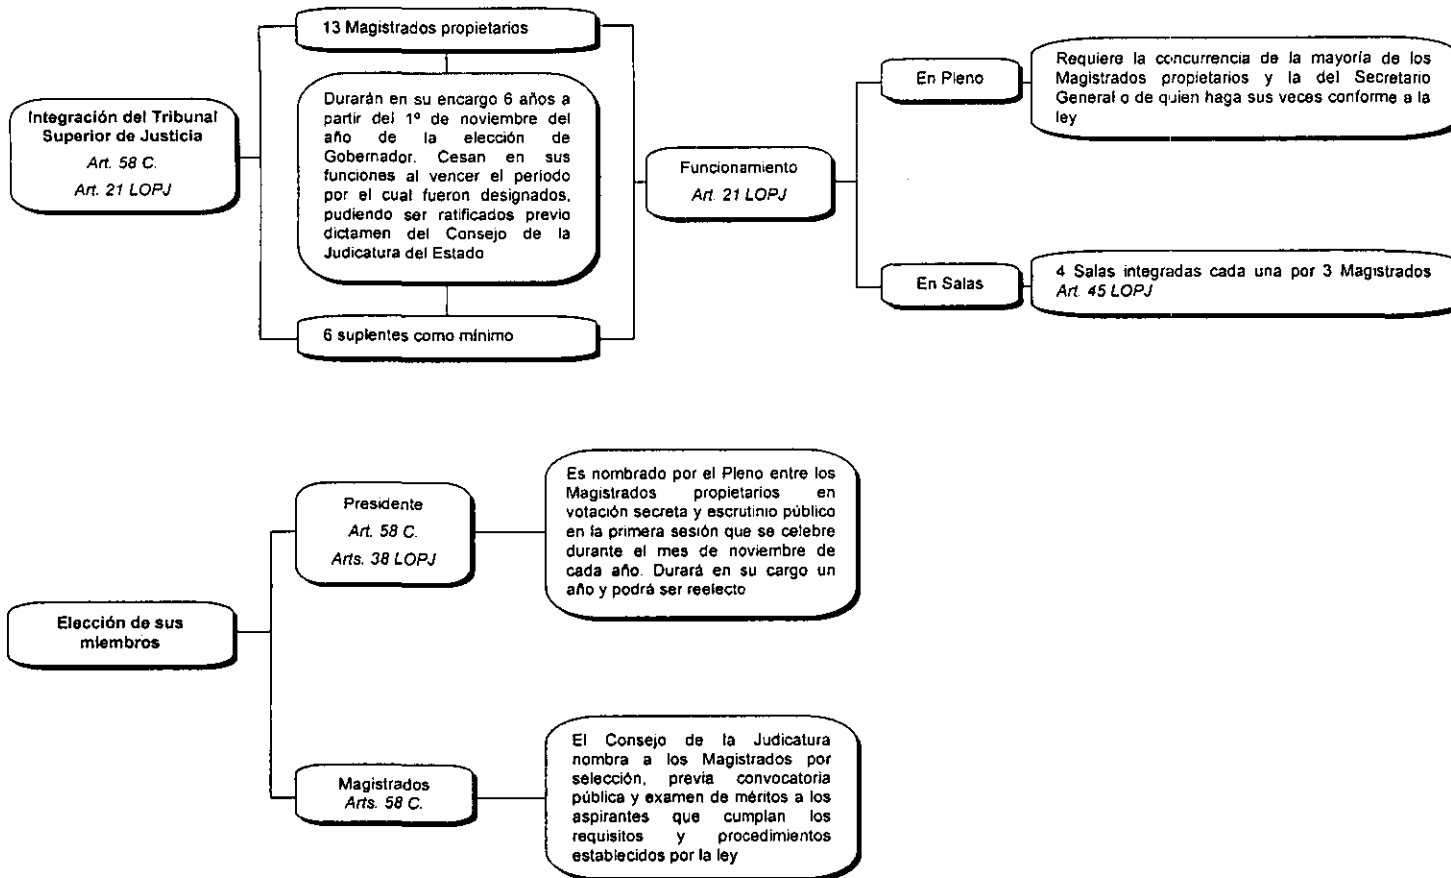 Integración del Tribunal
Superior de Justicia
Art. 58 C.
Art. 21 LOPJ
13 Magistrados propietarios
Durarán en su encargo 6 años a
partir del 1º de noviembre del
año de la elección de
Gobernador. Cesan en sus
funciones al vencer el periodo
por el cual fueron designados,
pudiendo ser ratificados previo
dictamen del Consejo de la
Judicatura del Estado
6 suplentes como mínimo
Funcionamiento
Art. 21 LOPJ
En Pleno
Requiere la concurrencia de la mayoría de los
Magistrados propietarios y la del Secretario
General o de quien haga sus veces conforme a la
ley
En Salas
4 Salas integradas cada una por 3 Magistrados
Art. 45 LOPJ
Elección de sus
miembros
Presidente
Art. 58 C.
Arts. 38 LOPJ
Es nombrado por el Pleno entre los
Magistrados propietarios en
votación secreta y escrutinio público
en la primera sesión que se celebre
durante el mes de noviembre de
cada año. Durará en su cargo un
año y podrá ser reelecto
Magistrados
Arts. 58 C.
El Consejo de la Judicatura
nombra a los Magistrados por
selección, previa convocatoria
pública y examen de méritos a los
aspirantes que cumplan los
requisitos y procedimientos
establecidos por la ley